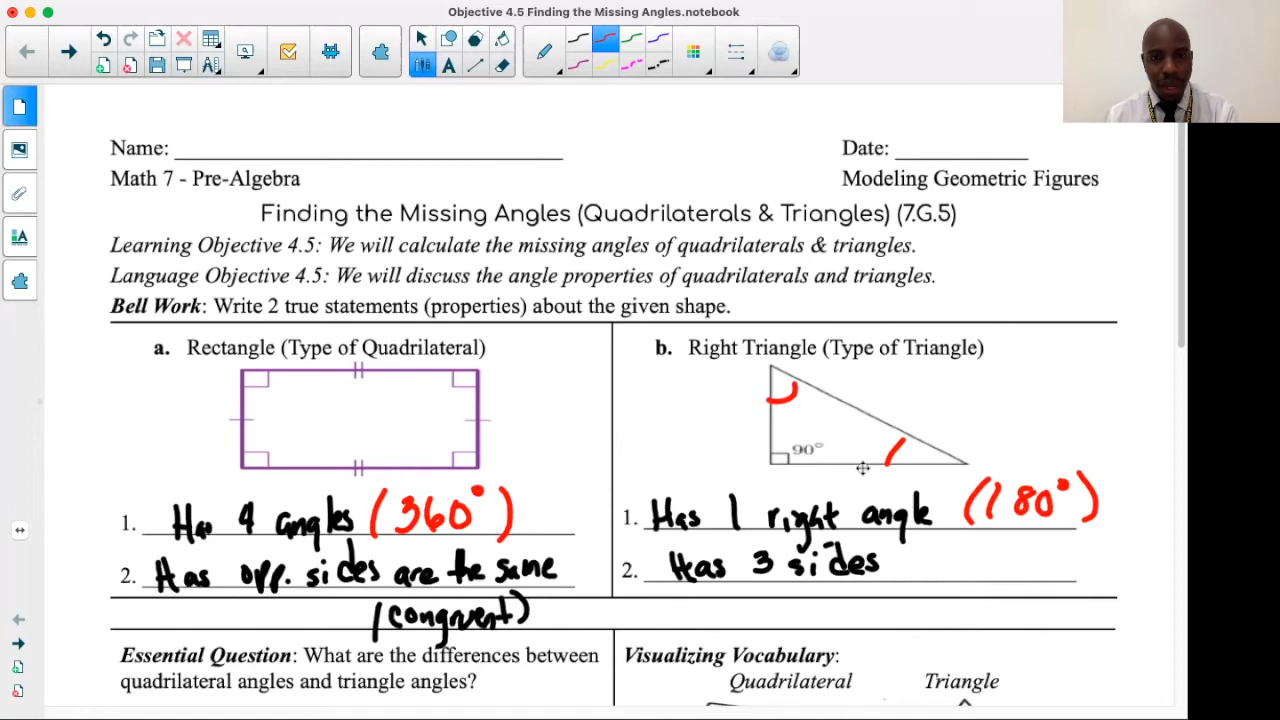 Objective 4.5 Finding the Missing Angles.notebook
Name: ____________________ Date: __________
Math 7 - Pre-Algebra Modeling Geometric Figures
Finding the Missing Angles (Quadrilaterals & Triangles) (7.G.5)
Learning Objective 4.5: We will calculate the missing angles of quadrilaterals & triangles.
Language Objective 4.5: We will discuss the angle properties of quadrilaterals and triangles.
Bell Work: Write 2 true statements (properties) about the given shape.
a. Rectangle (Type of Quadrilateral)
1. Has 4 angles (360°)
2. Has opp. sides are the same
(congruent)
b. Right Triangle (Type of Triangle)
90°
1. Has 1 right angle (180°)
2. Has 3 sides
Essential Question: What are the differences between
quadrilateral angles and triangle angles?
Visualizing Vocabulary:
Quadrilateral Triangle